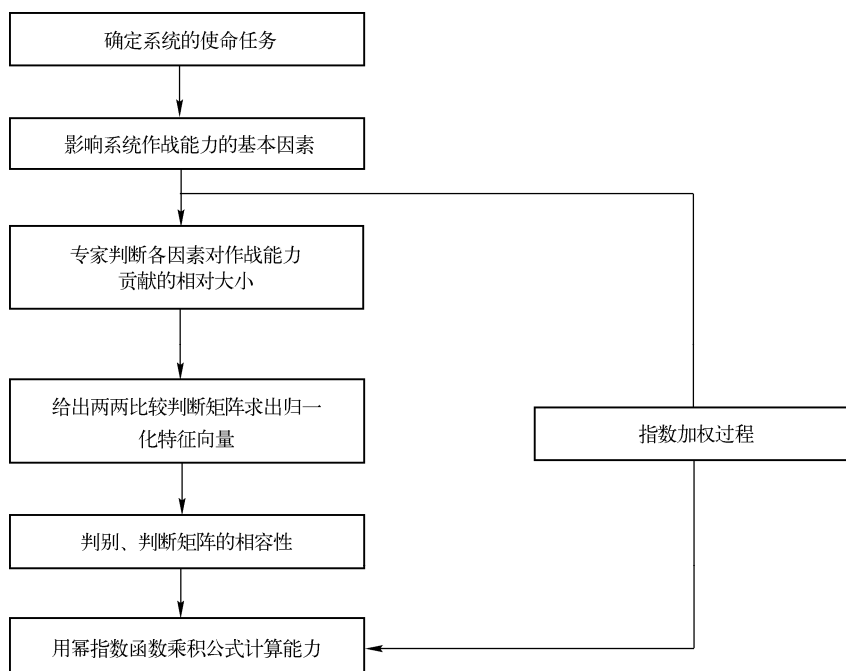 确定系统的使命任务
影响系统作战能力的基本因素
专家判断各因素对作战能力
贡献的相对大小
给出两两比较判断矩阵求出归一
化特征向量
指数加权过程
判别、判断矩阵的相容性
用幂指数函数乘积公式计算能力